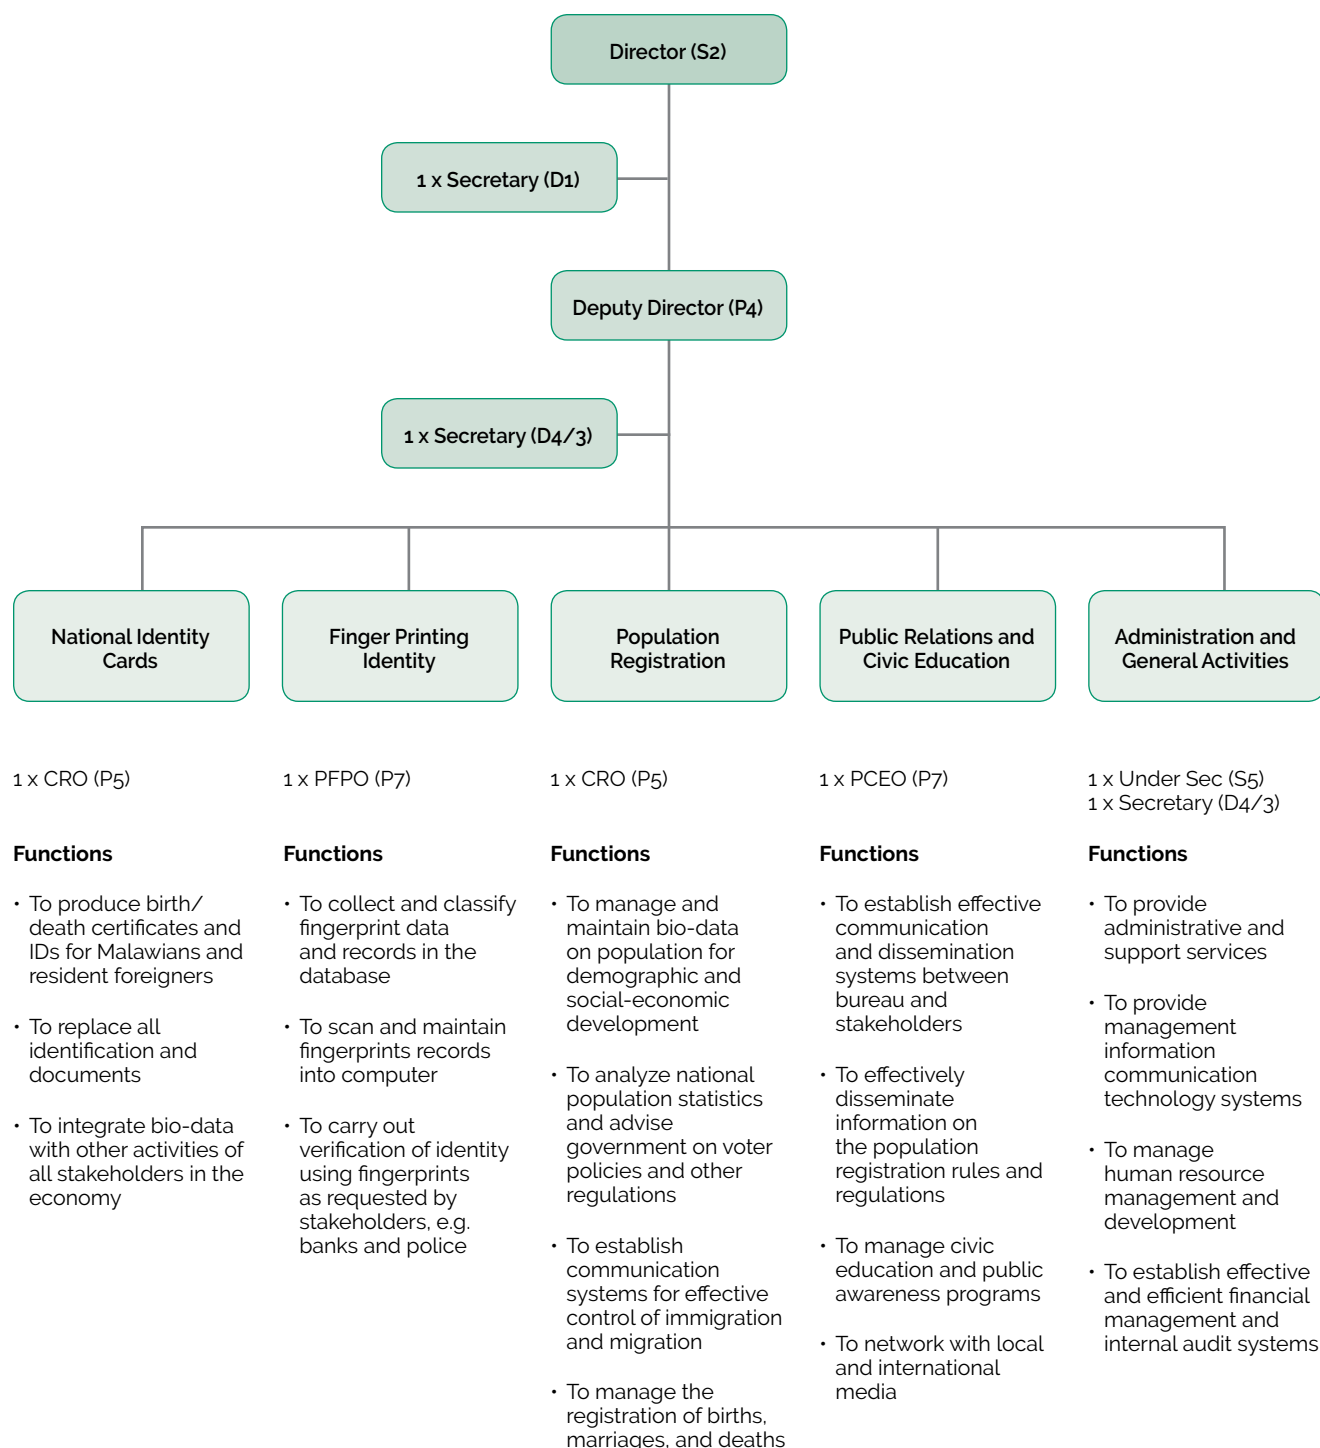 Director (S2)
1 x Secretary (D1)
Deputy Director (P4)
1 x Secretary (D4/3)
National Identity
Cards
Finger Printing
Identity
Population
Registration
Public Relations and
Civic Education
Administration and
General Activities
1 x CRO (P5)
Functions
• To produce birth/
death certificates and
IDs for Malawians and
resident foreigners
• To replace all
identification and
documents
• To integrate bio-data
with other activities of
all stakeholders in the
economy
1 x PFPO (P7)
Functions
• To collect and classify
fingerprint data
and records in the
database
• To scan and maintain
fingerprints records
into computer
• To carry out
verification of identity
using fingerprints
as requested by
stakeholders, e.g.
banks and police
1 x CRO (P5)
Functions
• To manage and
maintain bio-data
on population for
demographic and
social-economic
development
• To analyze national
population statistics
and advise
government on voter
policies and other
regulations
• To establish
communication
systems for effective
control of immigration
and migration
• To manage the
registration of births,
marriages, and deaths
1 x PCEO (P7)
Functions
• To establish effective
communication
and dissemination
systems between
bureau and
stakeholders
• To effectively
disseminate
information on
the population
registration rules and
regulations
• To manage civic
education and public
awareness programs
• To network with local
and international
media
1 x Under Sec (S5)
1 x Secretary (D4/3)
Functions
• To provide
administrative and
support services
• To provide
management
information
communication
technology systems
• To manage
human resource
management and
development
• To establish effective
and efficient financial
management and
internal audit systems